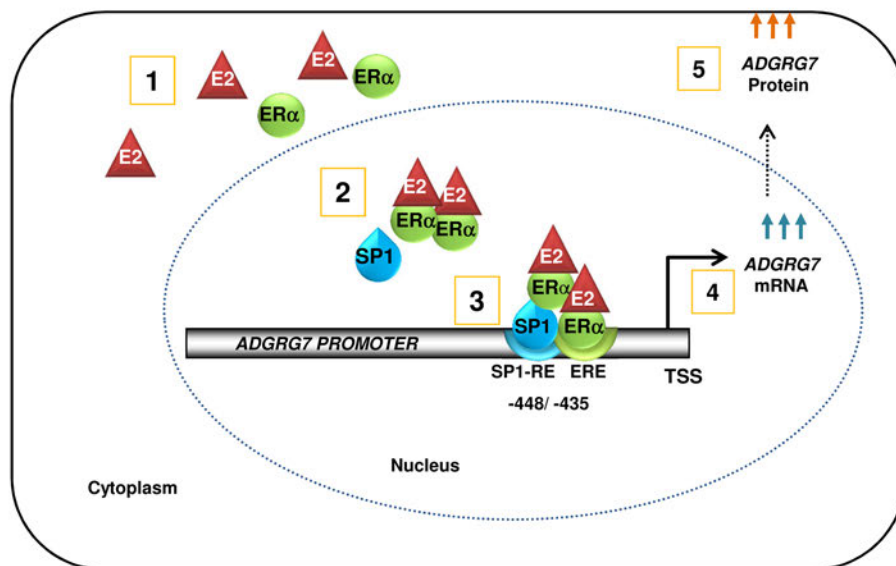 1
E2
E2
ERα
ERα
E2
5
ADGRG7
Protein
2
E2
E2
ERα
ERα
SP1
3
E2
ERα
E2
SP1
ERα
4
ADGRG7
mRNA
ADGRG7 PROMOTER
SP1-RE
ERE
TSS
-448/ -435
Nucleus
Cytoplasm